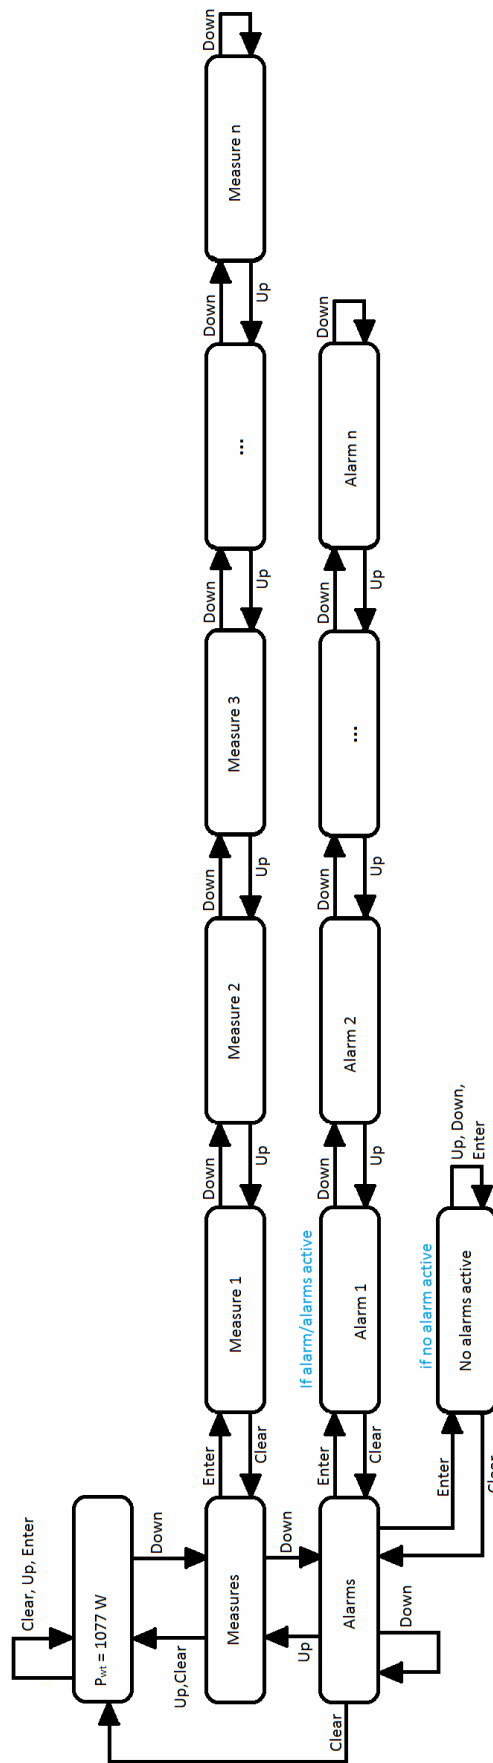 Clear, Up, Enter
Pwt = 1077 W
Down
Up,Clear
Measures
Enter
Clear
Measure 1
Down
Up
Measure 2
Down
Up
Measure 3
Down
Up
...
Down
Up
Measure n
Down
Down
Up
Alarms
Clear
Down
Enter
Clear
If alarm/alarms active
Alarm 1
Down
Up
Alarm 2
Down
Up
...
Down
Up
Alarm n
Down
Enter
Clear
if no alarm active
No alarms active
Up, Down,
Enter